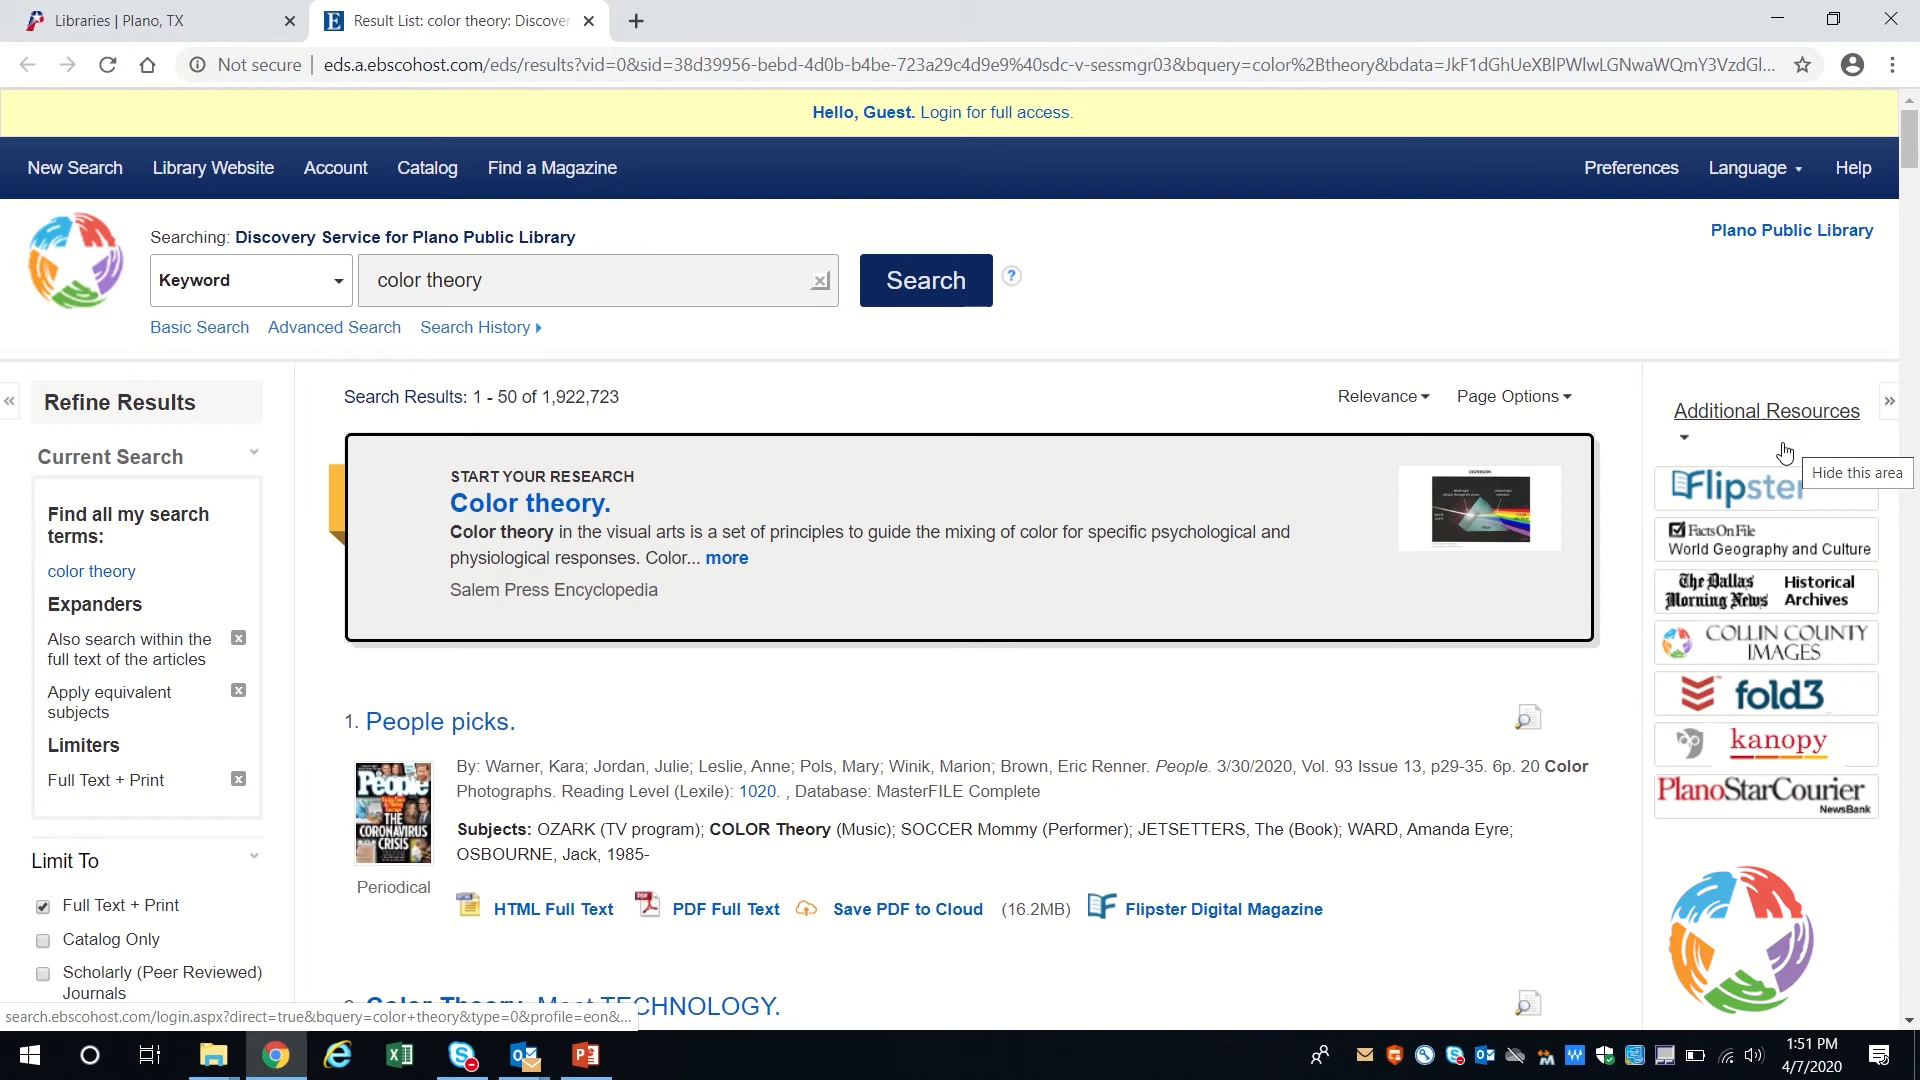 Libraries | Plano, TX
Result List: color theory: Discover
Not secure | eds.a.ebscohost.com/eds/results?vid=0&sid=38d39956-bebd-4d0b-b4be-723a29c4d9e9%40sdc-v-sessmgr03&bquery=color%2Btheory&bdata=JkF1dGhUeXBlPWlwLGNwaWQmY3VzdGl...
Hello, Guest. Login for full access.
New Search Library Website Account Catalog Find a Magazine Preferences Language Help
Searching: Discovery Service for Plano Public Library
Plano Public Library
Keyword color theory Search ?
Basic Search Advanced Search Search History
Refine Results
Current Search
Find all my search
terms:
color theory
Expanders
Also search within the
full text of the articles
Apply equivalent
subjects
Limiters
Full Text + Print
Limit To
Full Text + Print
Catalog Only
Scholarly (Peer Reviewed)
Journals
Search Results: 1 - 50 of 1,922,723
Relevance Page Options
START YOUR RESEARCH
Color theory.
Color theory in the visual arts is a set of principles to guide the mixing of color for specific psychological and
physiological responses. Color... more
Salem Press Encyclopedia
DISPERSION
1. People picks.
People
THE
CORONAVIRUS
CRISIS
Periodical
By: Warner, Kara; Jordan, Julie; Leslie, Anne; Pols, Mary; Winik, Marion; Brown, Eric Renner. People. 3/30/2020, Vol. 93 Issue 13, p29-35. 6p. 20 Color
Photographs. Reading Level (Lexile): 1020. , Database: MasterFILE Complete
Subjects: OZARK (TV program); COLOR Theory (Music); SOCCER Mommy (Performer); JETSETTERS, The (Book); WARD, Amanda Eyre;
OSBOURNE, Jack, 1985-
HTML Full Text PDF Full Text Save PDF to Cloud (16.2MB) Flipster Digital Magazine
Color Theory Meet TECHNOLOGY.
Additional Resources
Hide this area
Flipster
FactsOnFile
World Geography and Culture
The Dallas Morning News Historical Archives
COLLIN COUNTY
IMAGES
fold3
kanopy
PlanoStarCourier
NewsBank
search.ebscohost.com/login.aspx?direct=true&bquery=color+theory&type=0&profile=eon&...
1:51 PM
4/7/2020